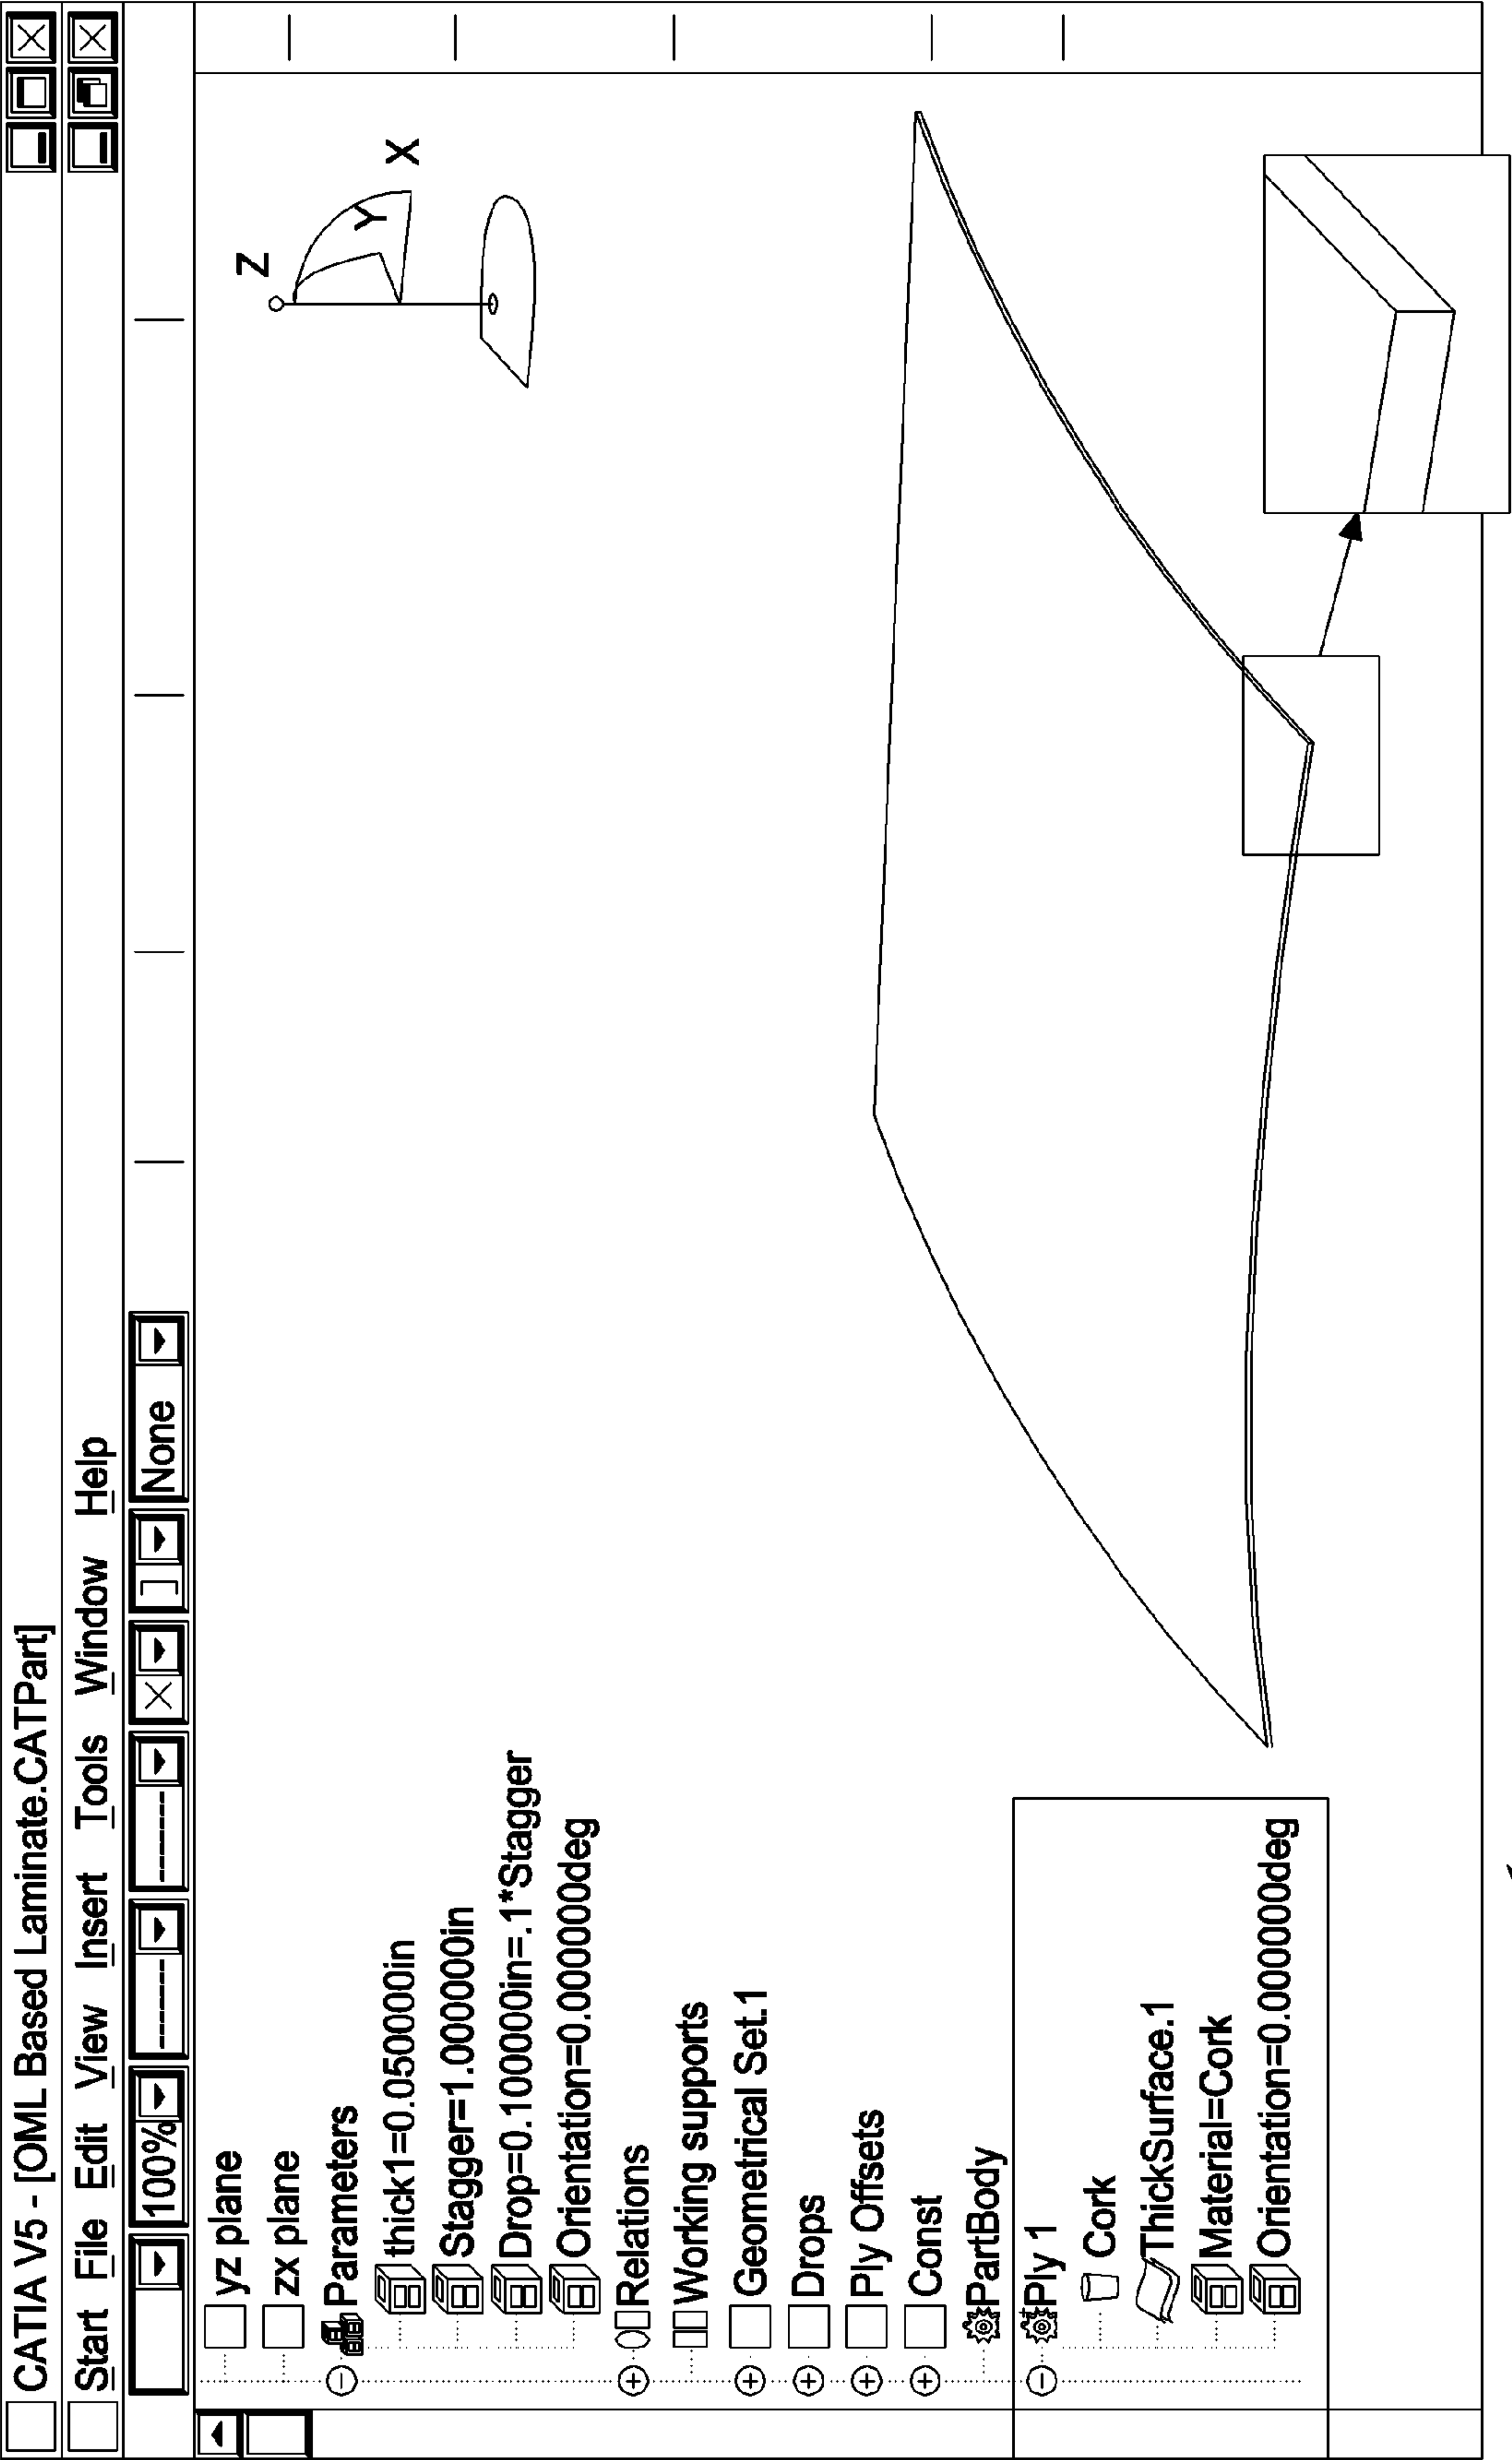 CATIA V5 - [OML Based Laminate.CATPart]
Start File Edit View Insert Tools Window Help
100% None
yz plane
zx plane
Parameters
thick1=0.050000in
Stagger=1.00000in
Drop=0.100000in=.1*Stagger
Orientation=0.000000deg
Relations
Working supports
Geometrical Set.1
Drops
Ply Offsets
Const
PartBody
Ply 1
Cork
ThickSurface.1
Material=Cork
Orientation=0.000000deg
Z
Y
X